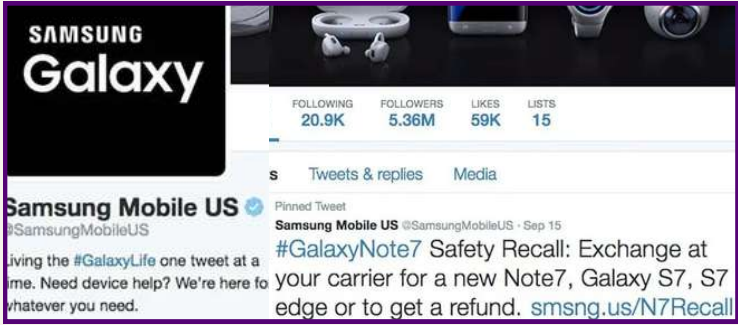 SAMSUNG
Galaxy
Samsung Mobile US
@SamsungMobileUS
Living the #GalaxyLife one tweet at a
time. Need device help? We're here fo
whatever you need.
FOLLOWING FOLLOWERS LIKES LISTS
20.9K 5.36M 59K 15
s Tweets & replies Media
Pinned Tweet
Samsung Mobile US @SamsungMobileUS · Sep 15
#GalaxyNote7 Safety Recall: Exchange at
your carrier for a new Note7, Galaxy S7, S7
edge or to get a refund. smsng.us/N7Recall